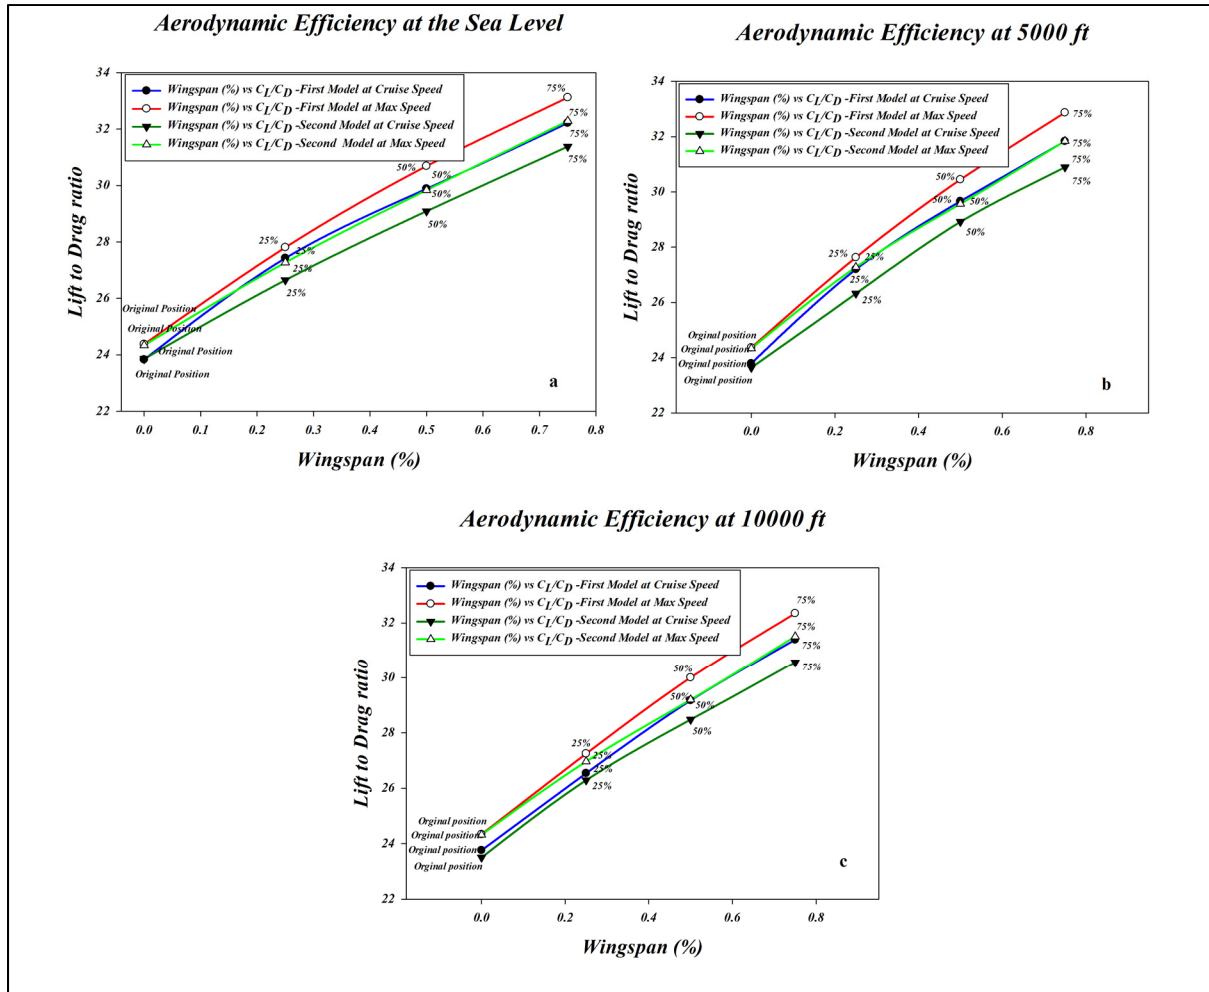 Aerodynamic Efficiency at the Sea Level
34
32
30
28
26
24
22
Lift to Drag ratio
Wingspan (%) vs CL/CD -First Model at Cruise Speed
Wingspan (%) vs CL/CD -First Model at Max Speed
Wingspan (%) vs CL/CD -Second Model at Cruise Speed
Wingspan (%) vs CL/CD -Second Model at Max Speed
75%
75%
75%
75%
50%
50%
50%
50%
25%
25%
25%
25%
Original Position
Original Position
Original Position
Original Position
a
0.0 0.1 0.2 0.3 0.4 0.5 0.6 0.7 0.8
Wingspan (%)
Aerodynamic Efficiency at 5000 ft
34
32
30
28
26
24
22
Lift to Drag ratio
Wingspan (%) vs CL/CD -First Model at Cruise Speed
Wingspan (%) vs CL/CD -First Model at Max Speed
Wingspan (%) vs CL/CD -Second Model at Cruise Speed
Wingspan (%) vs CL/CD -Second Model at Max Speed
75%
75%
75%
75%
50%
50%
50%
50%
25%
25%
25%
25%
Orginal position
Orginal position
Orginal position
Orginal position
b
0.0 0.2 0.4 0.6 0.8
Wingspan (%)
Aerodynamic Efficiency at 10000 ft
34
32
30
28
26
24
22
Lift to Drag ratio
Wingspan (%) vs CL/CD -First Model at Cruise Speed
Wingspan (%) vs CL/CD -First Model at Max Speed
Wingspan (%) vs CL/CD -Second Model at Cruise Speed
Wingspan (%) vs CL/CD -Second Model at Max Speed
75%
75%
75%
75%
50%
50%
50%
50%
25%
25%
25%
25%
Orginal position
Orginal position
Orginal position
Orginal position
c
0.0 0.2 0.4 0.6 0.8
Wingspan (%)